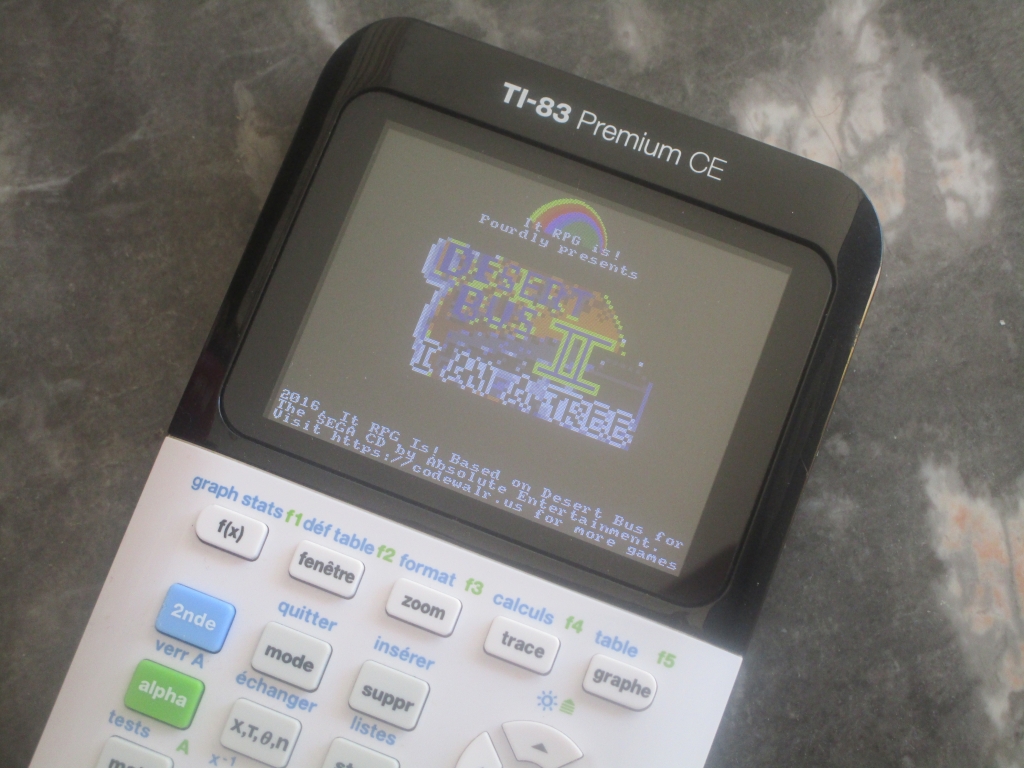 TI-83 Premium CE
It RPG is!
Pourdly presents
DESERT
BUS II
2016. It RPG Is! Based on Desert Bus for
The SEGA CD by Absolute Entertainment.
Visit https://codewalr.us for more games
graph stats f1 déf table f2 format f3 calculs f4 table f5
f(x) fenêtre zoom trace graphe
2nde quitter insérer
verr A mode suppr
alpha échanger listes
tests A X,T,θ,n
x⁻¹